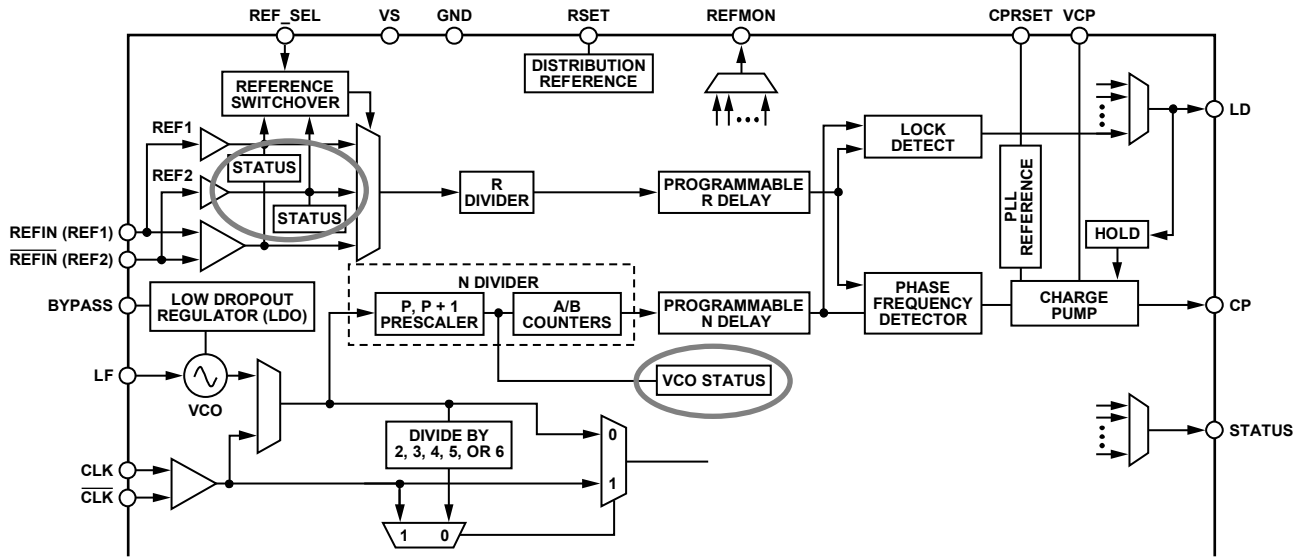 REF_SEL VS GND RSET REFMON CPRSET VCP
DISTRIBUTION
REFERENCE
REFERENCE
SWITCHOVER
REF1
STATUS
REF2
STATUS
R
DIVIDER
PROGRAMMABLE
R DELAY
LOCK
DETECT
LD
PLL
REFERENCE
HOLD
REFIN (REF1)
REFIN (REF2)
BYPASS
LOW DROPOUT
REGULATOR (LDO)
N DIVIDER
P, P + 1
PRESCALER
A/B
COUNTERS
PROGRAMMABLE
N DELAY
PHASE
FREQUENCY
DETECTOR
CHARGE
PUMP
CP
LF
VCO
VCO STATUS
STATUS
DIVIDE BY
2, 3, 4, 5, OR 6
0
1
CLK
CLK
1 0